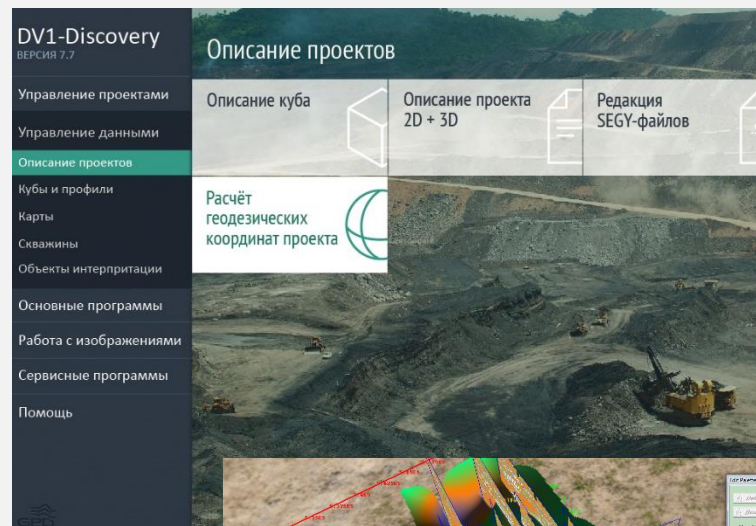 DV1-Discovery
ВЕРСИЯ 7.7
Управление проектами
Управление данными
Описание проектов
Кубы и профили
Карты
Скважины
Объекты интерпритации
Основные программы
Работа с изображениями
Сервисные программы
Помощь
GPD
Описание проектов
Описание куба
Описание проекта
2D + 3D
Редакция
SEGY-файлов
Расчёт
геодезических
координат проекта